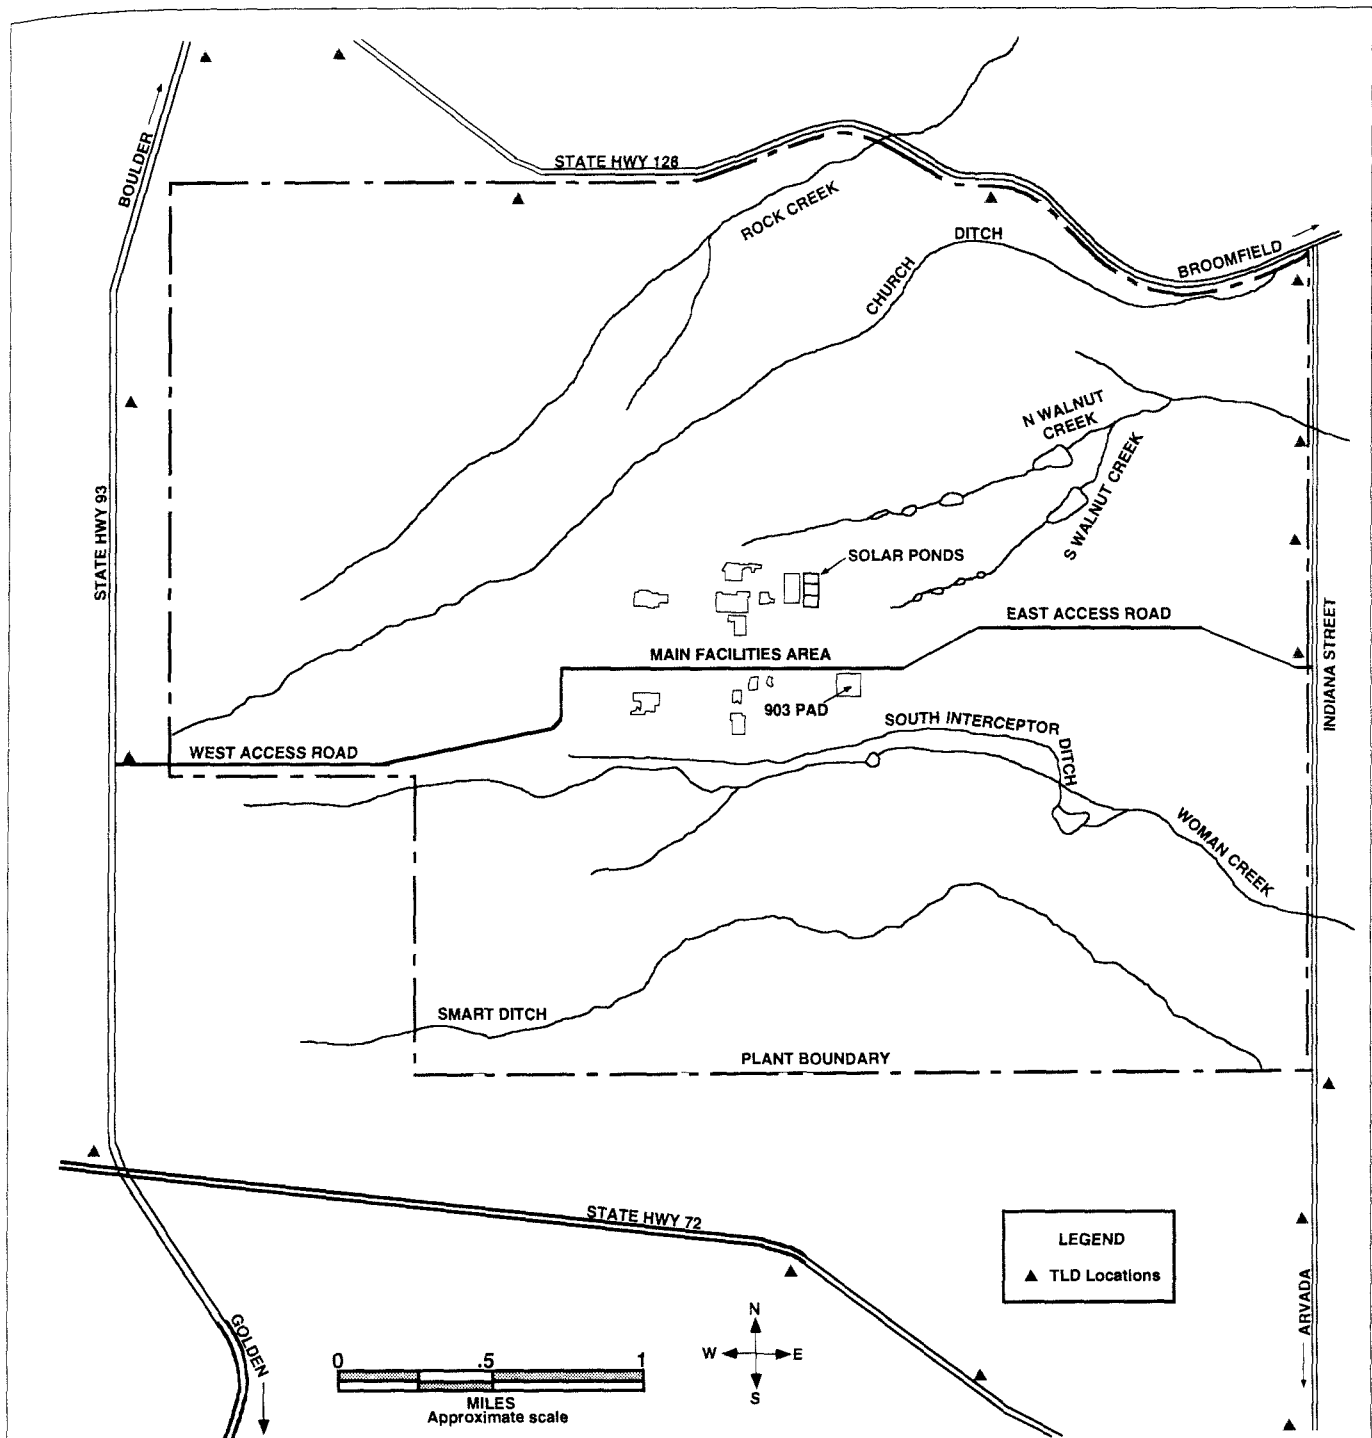 BOULDER
STATE HWY 128
ROCK CREEK
DITCH
CHURCH
BROOMFIELD
N WALNUT
CREEK
S WALNUT CREEK
STATE HWY 93
SOLAR PONDS
EAST ACCESS ROAD
INDIANA STREET
MAIN FACILITIES AREA
903 PAD
SOUTH INTERCEPTOR
DITCH
WEST ACCESS ROAD
WOMAN CREEK
SMART DITCH
PLANT BOUNDARY
STATE HWY 72
LEGEND
TLD Locations
ARVADA
GOLDEN
N
W E
S
0 .5 1
MILES
Approximate scale